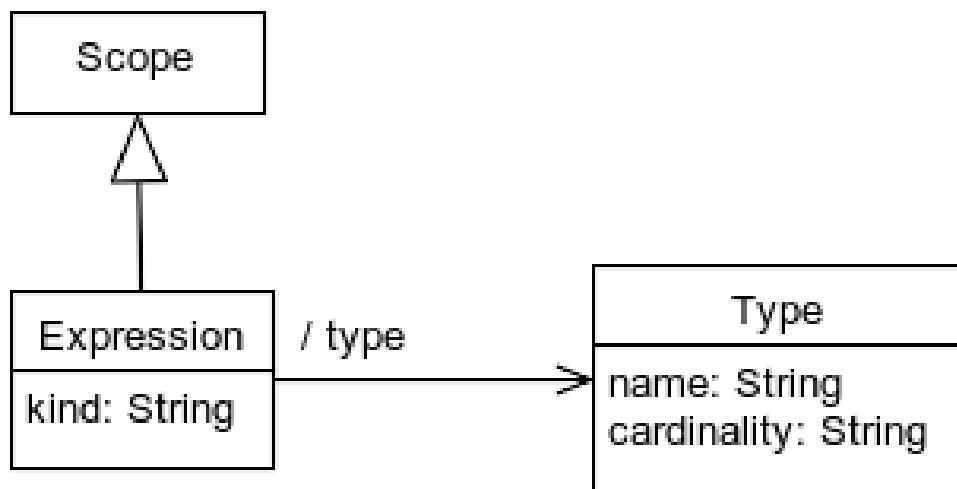 Scope
Expression
/ type
kind: String
Type
name: String
cardinality: String